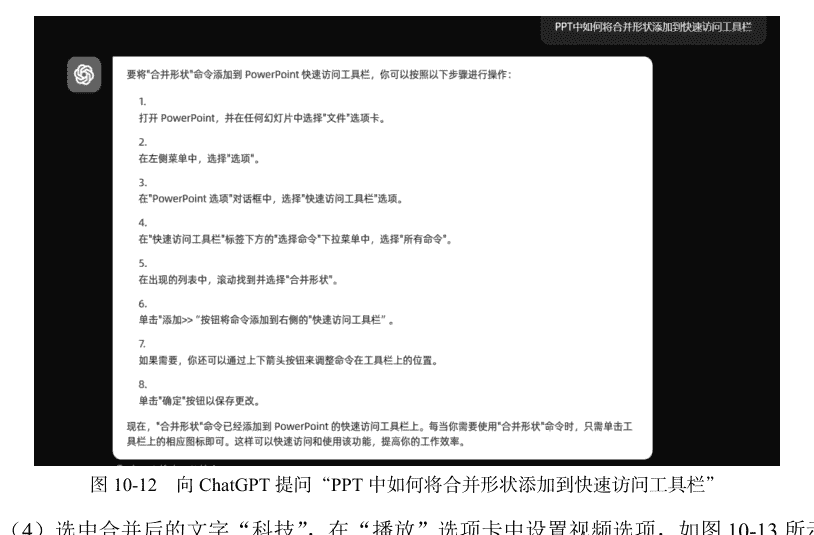 PPT中如何将合并形状添加到快速访问工具栏
要将"合并形状"命令添加到 PowerPoint 快速访问工具栏，你可以按照以下步骤进行操作：
1.
打开 PowerPoint，并在任何幻灯片中选择"文件"选项卡。
2.
在左侧菜单中，选择"选项"。
3.
在"PowerPoint 选项"对话框中，选择"快速访问工具栏"选项。
4.
在"快速访问工具栏"标签下方的"选择命令"下拉菜单中，选择"所有命令"。
5.
在出现的列表中，滚动找到并选择"合并形状"。
6.
单击"添加>>“按钮将命令添加到右侧的"快速访问工具栏” 。
7.
如果需要，你还可以通过上下箭头按钮来调整命令在工具栏上的位置。
8.
单击"确定"按钮以保存更改。
现在，"合并形状"命令已经添加到 PowerPoint 的快速访问工具栏上。每当你需要使用"合并形状"命令时，只需单击工
具栏上的相应图标即可。这样可以快速访问和使用该功能，提高你的工作效率。
图 10-12 向 ChatGPT 提问“PPT 中如何将合并形状添加到快速访问工具栏”
（4）选中合并后的文字“科技”，在“播放”选项卡中设置视频选项，如图 10-13 所示